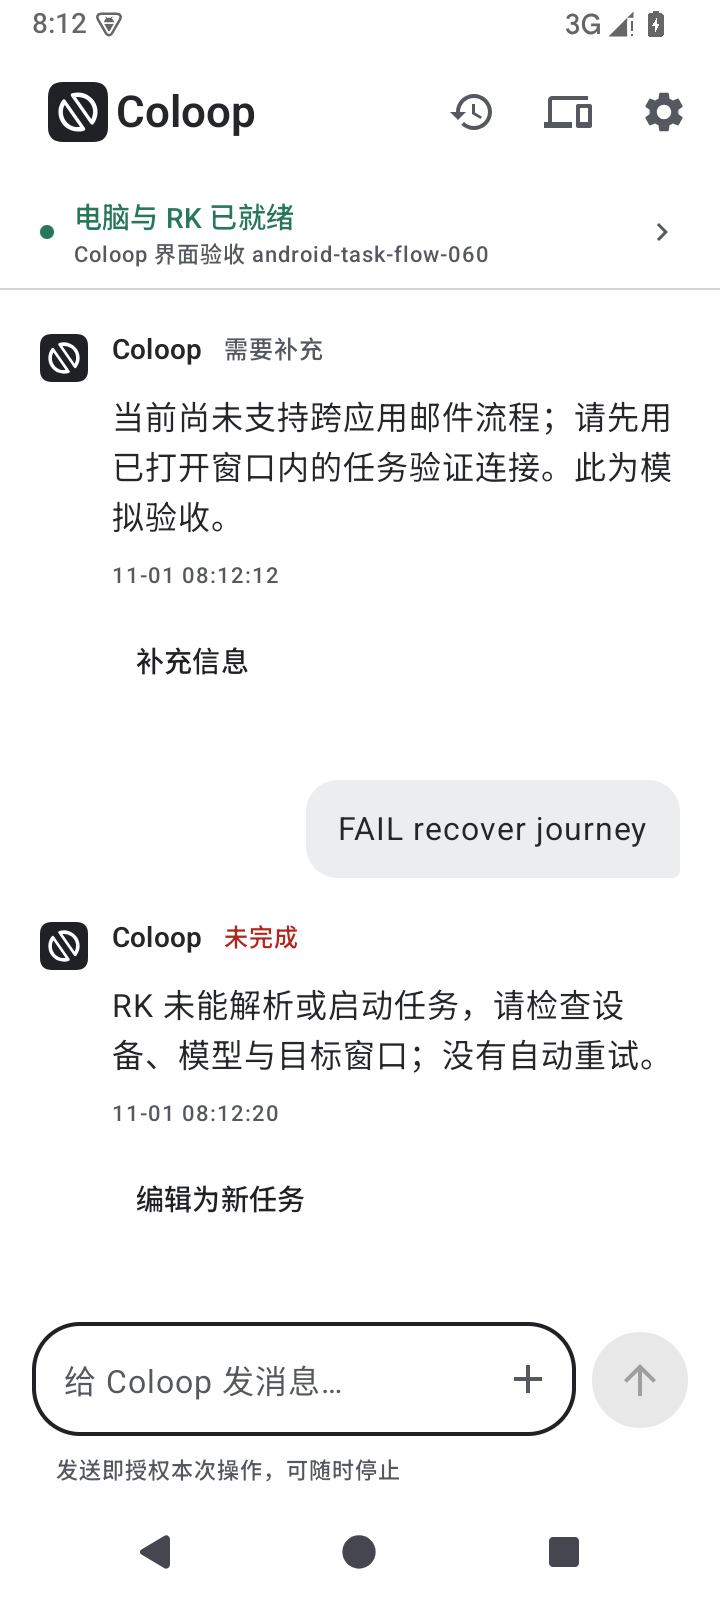 8:12
3G
Coloop
电脑与 RK 已就绪
Coloop 界面验收 android-task-flow-060
Coloop 需要补充
当前尚未支持跨应用邮件流程；请先用
已打开窗口内的任务验证连接。此为模
拟验收。
11-01 08:12:12
补充信息
FAIL recover journey
Coloop 未完成
RK 未能解析或启动任务，请检查设
备、模型与目标窗口；没有自动重试。
11-01 08:12:20
编辑为新任务
给 Coloop 发消息…
发送即授权本次操作，可随时停止